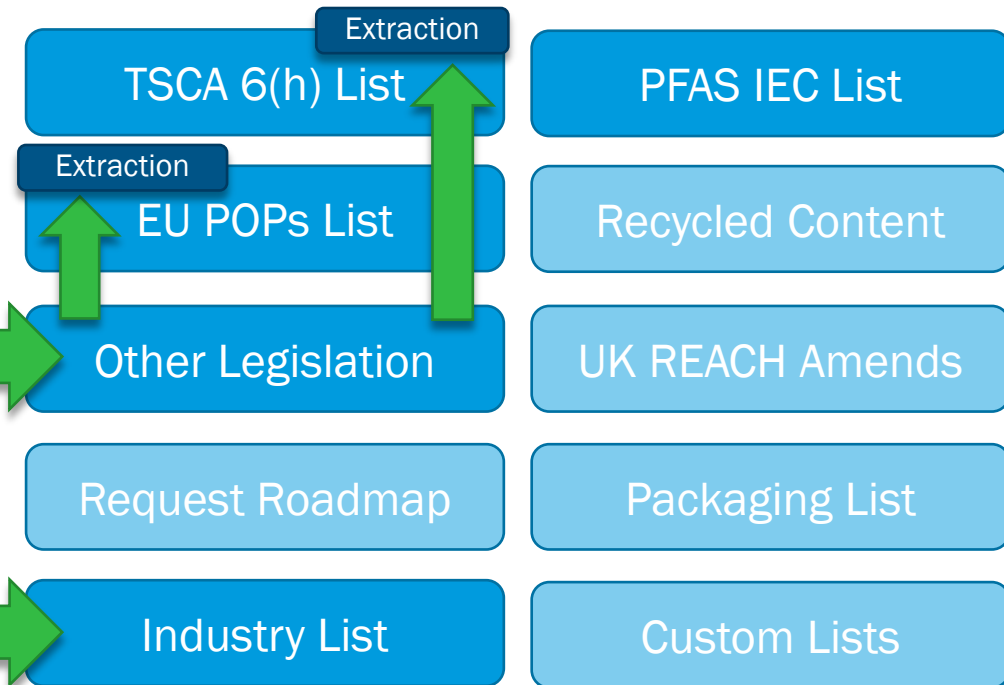 Extraction
TSCA 6(h) List
PFAS IEC List
Extraction
EU POPs List
Recycled Content
Other Legislation
UK REACH Amends
Request Roadmap
Packaging List
Industry List
Custom Lists